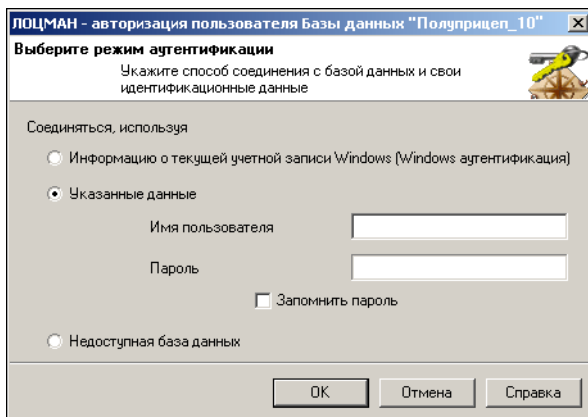 ЛОЦМАН - авторизация пользователя Базы данных "Полуприцеп_10"
Выберите режим аутентификации
Укажите способ соединения с базой данных и свои
идентификационные данные
Соединяться, используя
Информацию о текущей учетной записи Windows (Windows аутентификация)
Указанные данные
Имя пользователя
Пароль
Запомнить пароль
Недоступная база данных
OK Отмена Справка